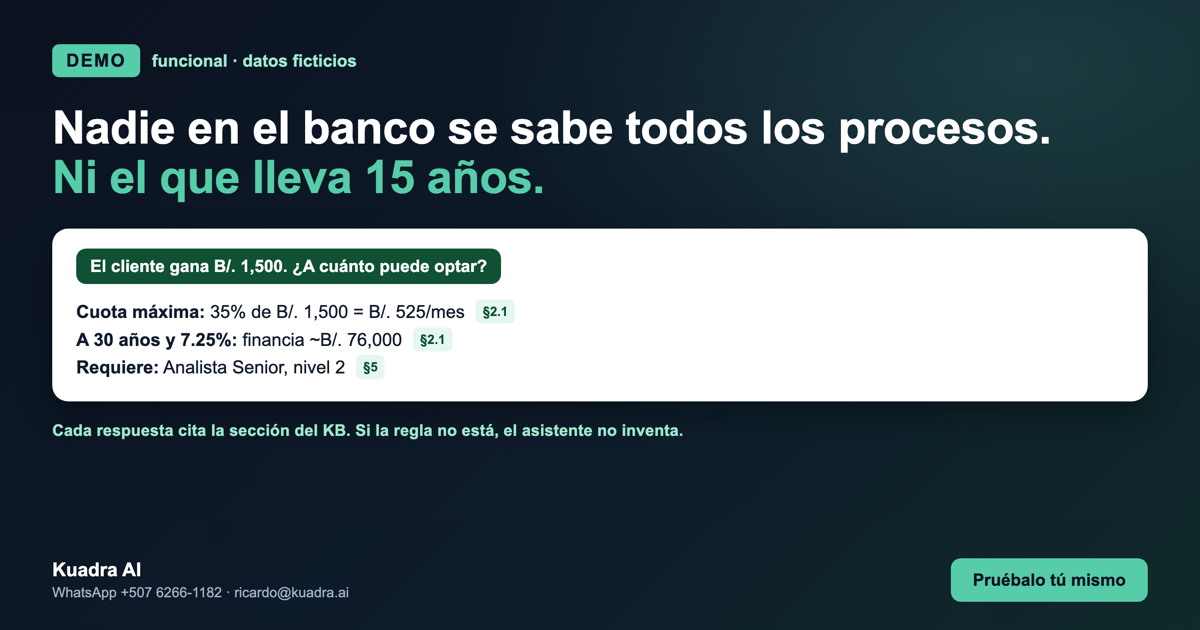 DEMO funcional · datos ficticios
Nadie en el banco se sabe todos los procesos.
Ni el que lleva 15 años.
El cliente gana B/. 1,500. ¿A cuánto puede optar?
Cuota máxima: 35% de B/. 1,500 = B/. 525/mes §2.1
A 30 años y 7.25%: financia ~B/. 76,000 §2.1
Requiere: Analista Senior, nivel 2 §5
Cada respuesta cita la sección del KB. Si la regla no está, el asistente no inventa.
Kuadra AI
WhatsApp +507 6266-1182 · ricardo@kuadra.ai
Pruébalo tú mismo